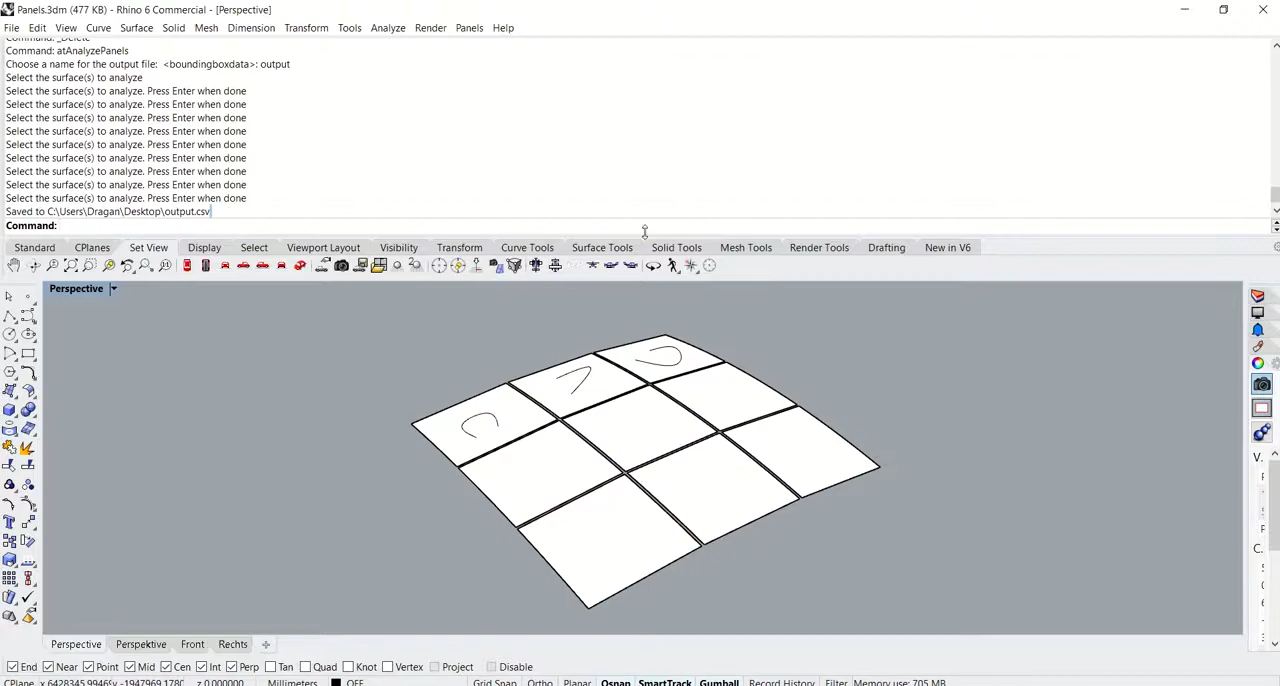 Panels.3dm (477 KB) - Rhino 6 Commercial - [Perspective]
File Edit View Curve Surface Solid Mesh Dimension Transform Tools Analyze Render Panels Help
Command: _Delete
Command: atAnalyzePanels
Choose a name for the output file:  <boundingboxdata>: output
Select the surface(s) to analyze
Select the surface(s) to analyze. Press Enter when done
Select the surface(s) to analyze. Press Enter when done
Select the surface(s) to analyze. Press Enter when done
Select the surface(s) to analyze. Press Enter when done
Select the surface(s) to analyze. Press Enter when done
Select the surface(s) to analyze. Press Enter when done
Select the surface(s) to analyze. Press Enter when done
Select the surface(s) to analyze. Press Enter when done
Select the surface(s) to analyze. Press Enter when done
Saved to C:\Users\Dragan\Desktop\output.csv
Command:
Standard CPlanes Set View Display Select Viewport Layout Visibility Transform Curve Tools Surface Tools Solid Tools Mesh Tools Render Tools Drafting New in V6
Perspective
V.
C.
Perspective Perspektive Front Rechts
End Near Point Mid Cen Int Perp Tan Quad Knot Vertex Project Disable
CPlane x 6428345.9946 y -1947969.1780 z 0.000000 Millimeters OFF Grid Snap Ortho Planar Osnap SmartTrack Gumball Record History Filter Memory use: 705 MB